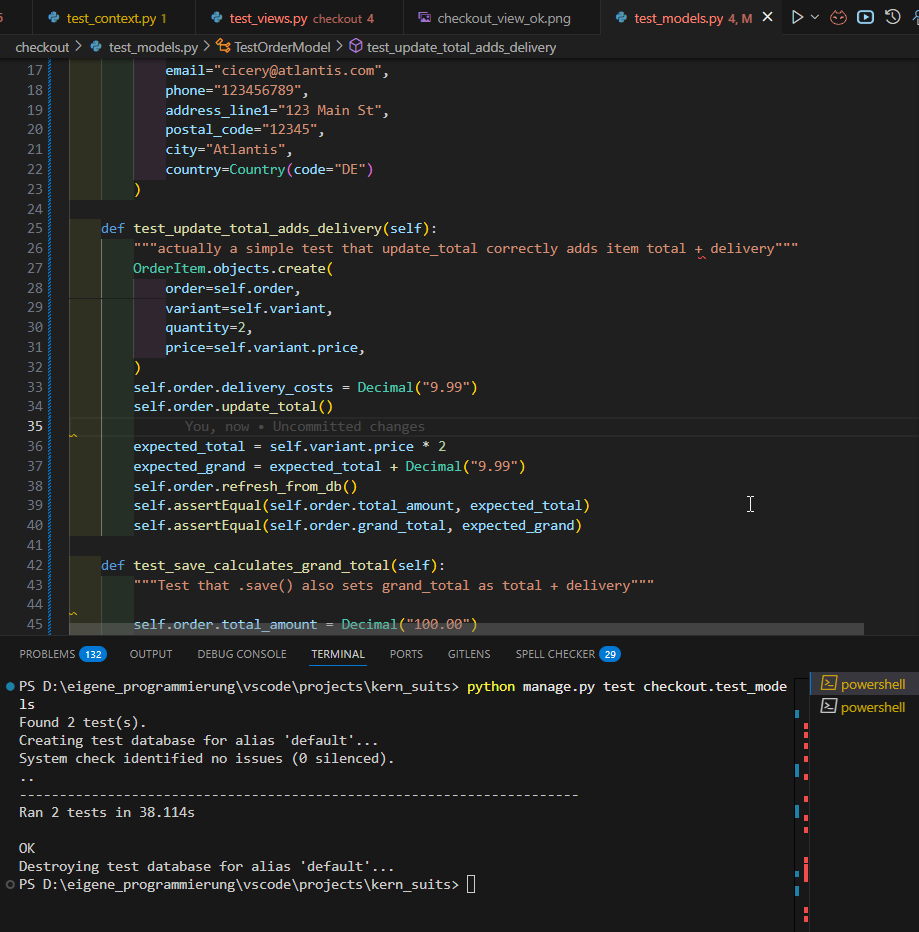 5
test_context.py 1
test_views.py checkout 4
checkout_view_ok.png
test_models.py 4, M
checkout > test_models.py > TestOrderModel > test_update_total_adds_delivery
17 email="cicery@atlantis.com",
18 phone="123456789",
19 address_line1="123 Main St",
20 postal_code="12345",
21 city="Atlantis",
22 country=Country(code="DE")
23 )
24
25 def test_update_total_adds_delivery(self):
26 """actually a simple test that update_total correctly adds item total + delivery"""
27 OrderItem.objects.create(
28 order=self.order,
29 variant=self.variant,
30 quantity=2,
31 price=self.variant.price,
32 )
33 self.order.delivery_costs = Decimal("9.99")
34 self.order.update_total()
35 You, now • Uncommitted changes
36 expected_total = self.variant.price * 2
37 expected_grand = expected_total + Decimal("9.99")
38 self.order.refresh_from_db()
39 self.assertEqual(self.order.total_amount, expected_total)
40 self.assertEqual(self.order.grand_total, expected_grand)
41
42 def test_save_calculates_grand_total(self):
43 """Test that .save() also sets grand_total as total + delivery"""
44
45 self.order.total_amount = Decimal("100.00")
PROBLEMS 132 OUTPUT DEBUG CONSOLE TERMINAL PORTS GITLENS SPELL CHECKER 29
PS D:\eigene_programmierung\vscode\projects\kern_suits> python manage.py test checkout.test_mode
ls
Found 2 test(s).
Creating test database for alias 'default'...
System check identified no issues (0 silenced).
..
----------------------------------------------------------------------
Ran 2 tests in 38.114s
OK
Destroying test database for alias 'default'...
PS D:\eigene_programmierung\vscode\projects\kern_suits>
powershell
powershell